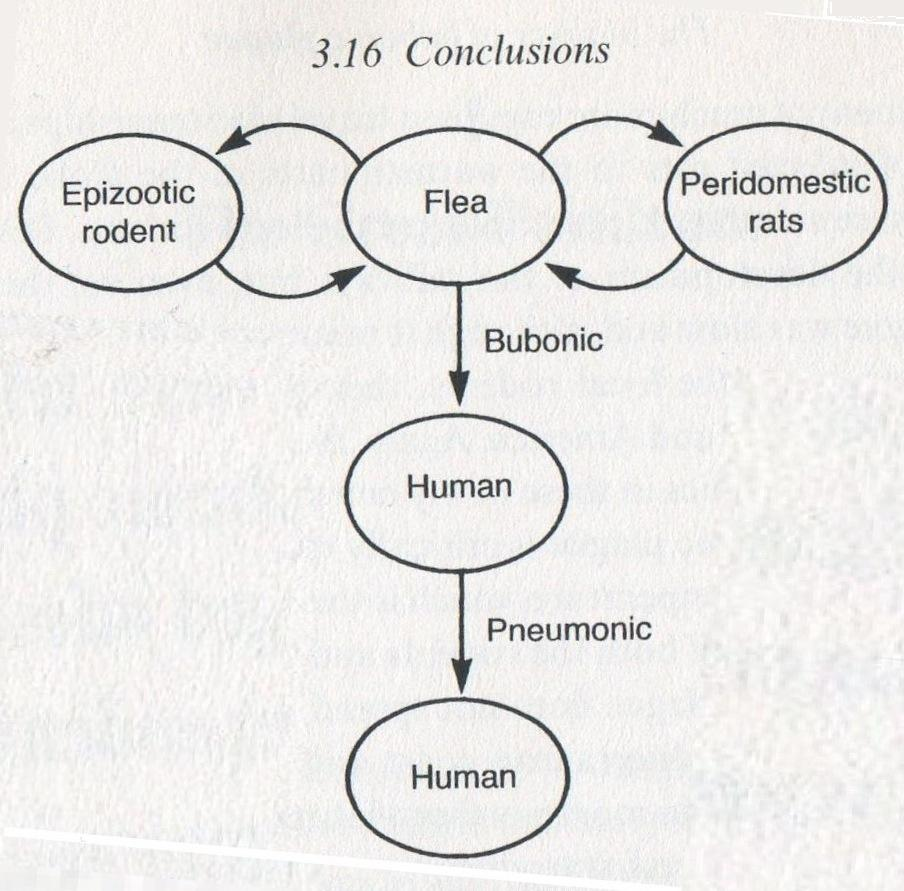 3.16 Conclusions
Epizootic
rodent
Flea
Peridomestic
rats
Bubonic
Human
Pneumonic
Human